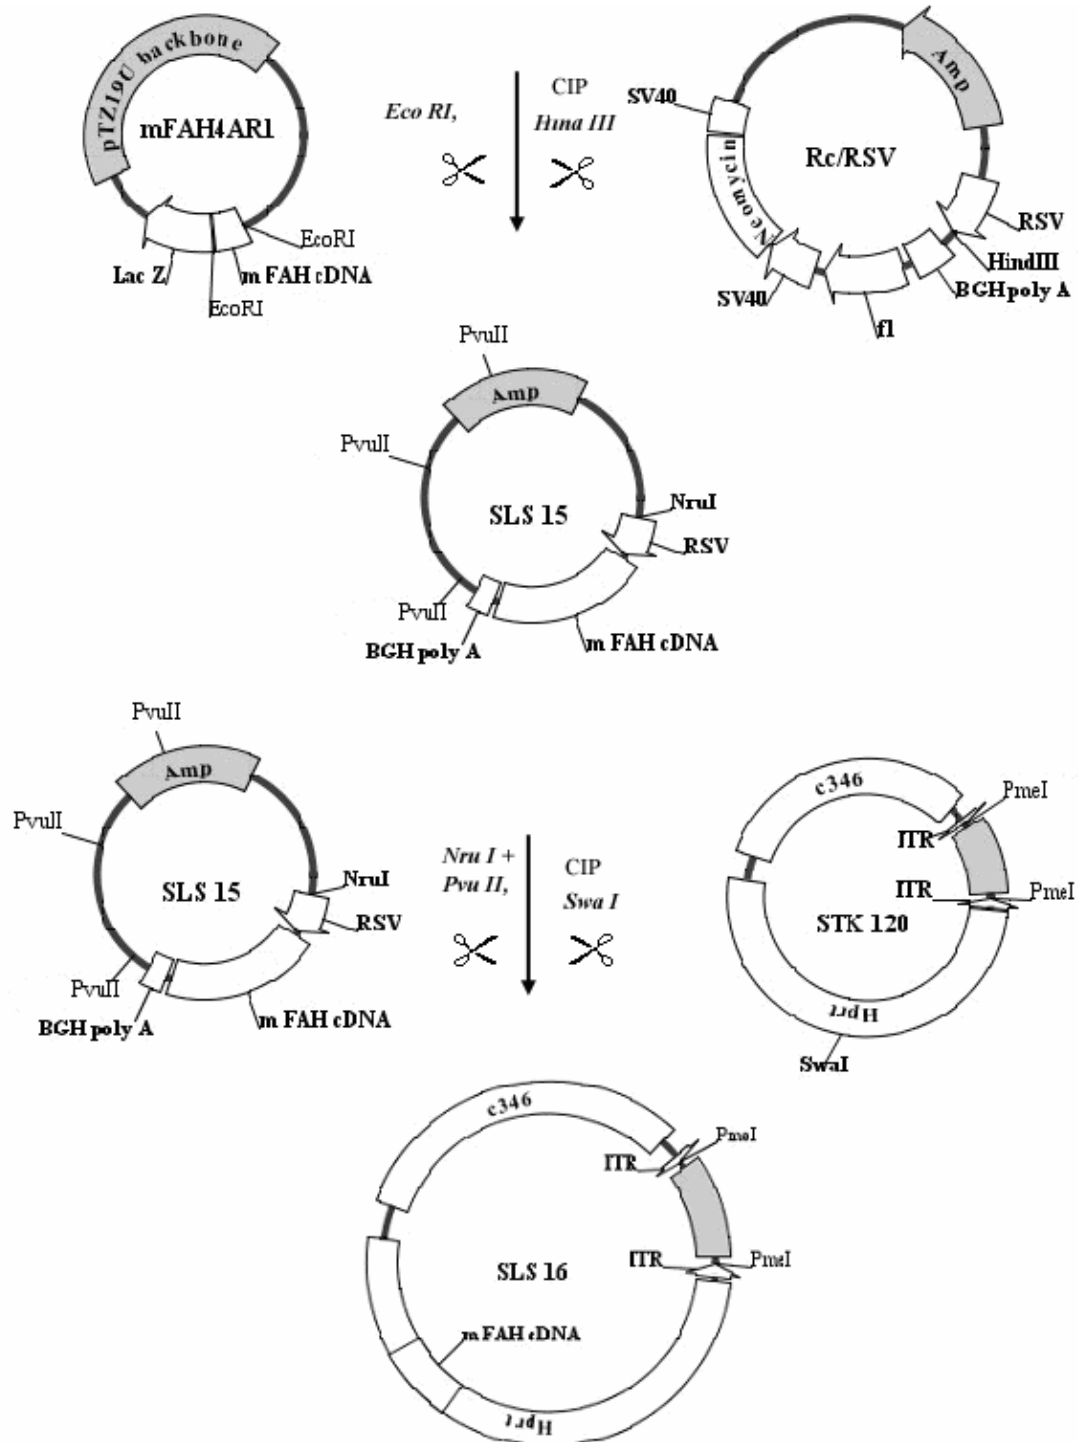 pTZ19U backbone
mFAH4AR1
EcoRI
Lac Z
m FAH cDNA
EcoRI
Eco RI,
CIP
Hina III
Amp
SV40
Rc/RSV
Neomycin
RSV
HindIII
BGH poly A
SV40
f1
PvuII
Amp
PvuII
SLS 15
NruI
RSV
PvuII
BGH poly A
m FAH cDNA
PvuII
Amp
PvuII
SLS 15
NruI
RSV
PvuII
BGH poly A
m FAH cDNA
Nru I +
Pvu II,
CIP
Swa I
c346
PmeI
ITR
ITR
PmeI
STK 120
Hprt
SwaI
c346
PmeI
ITR
ITR
PmeI
SLS 16
m FAH cDNA
Hprt